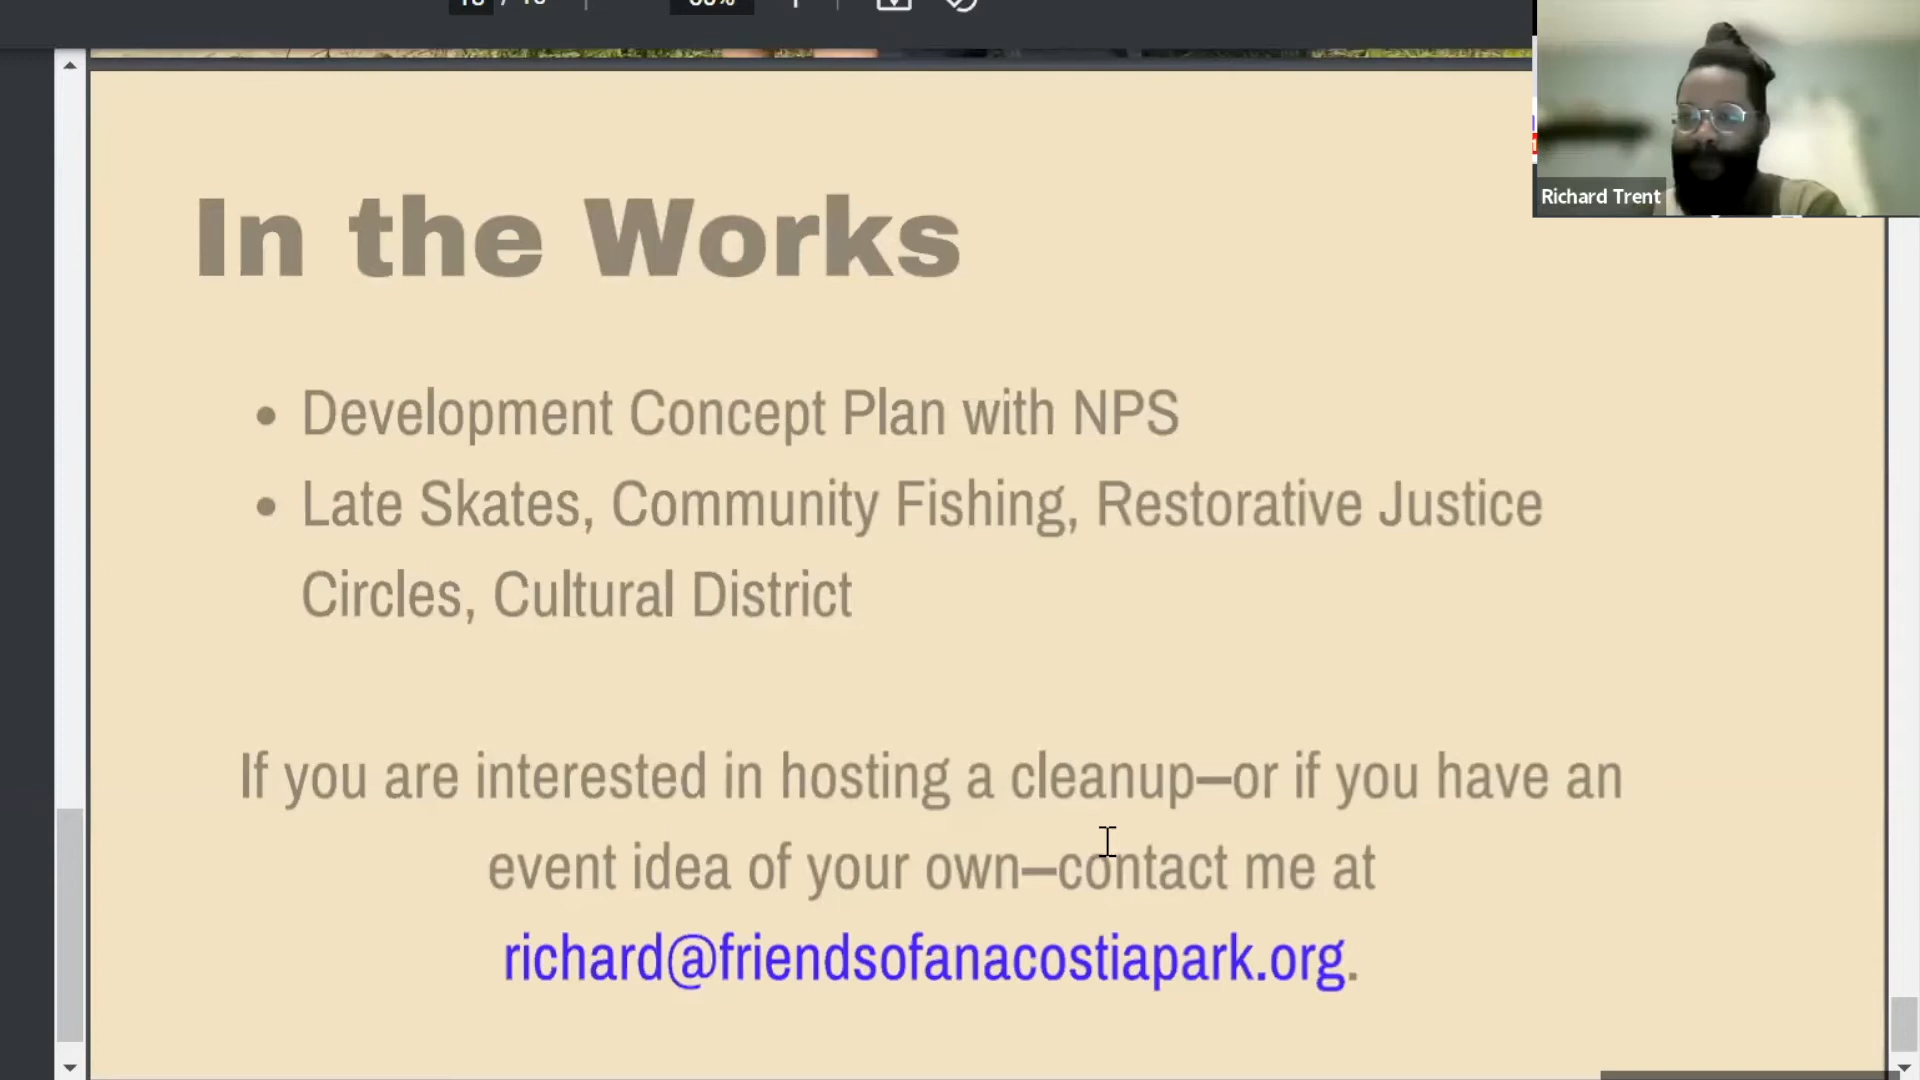 Richard Trent
In the Works
• Development Concept Plan with NPS
• Late Skates, Community Fishing, Restorative Justice
Circles, Cultural District
If you are interested in hosting a cleanup—or if you have an
event idea of your own—contact me at
richard@friendsofanacostiapark.org.